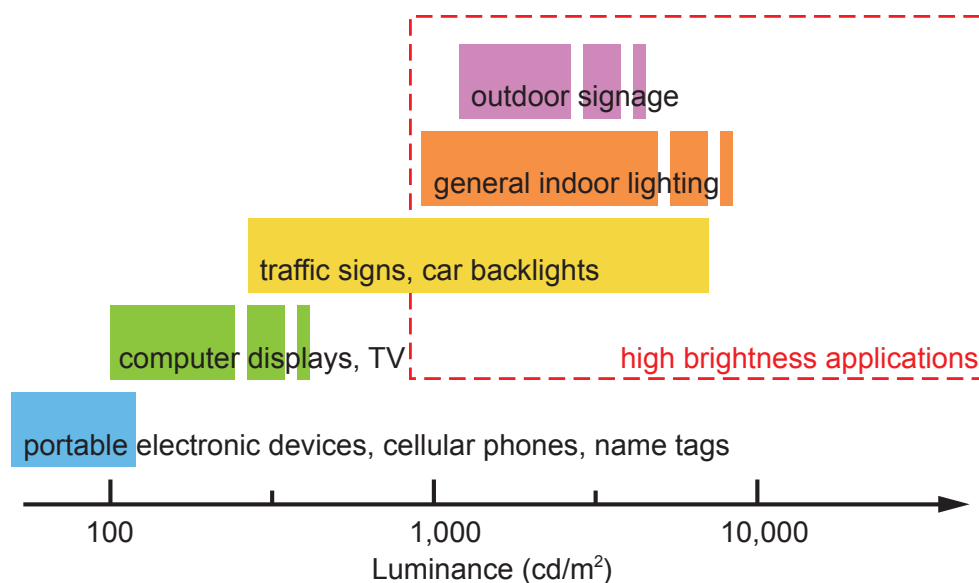 outdoor signage
general indoor lighting
traffic signs, car backlights
computer displays, TV
high brightness applications
portable electronic devices, cellular phones, name tags
100 1,000 10,000
Luminance (cd/m²)